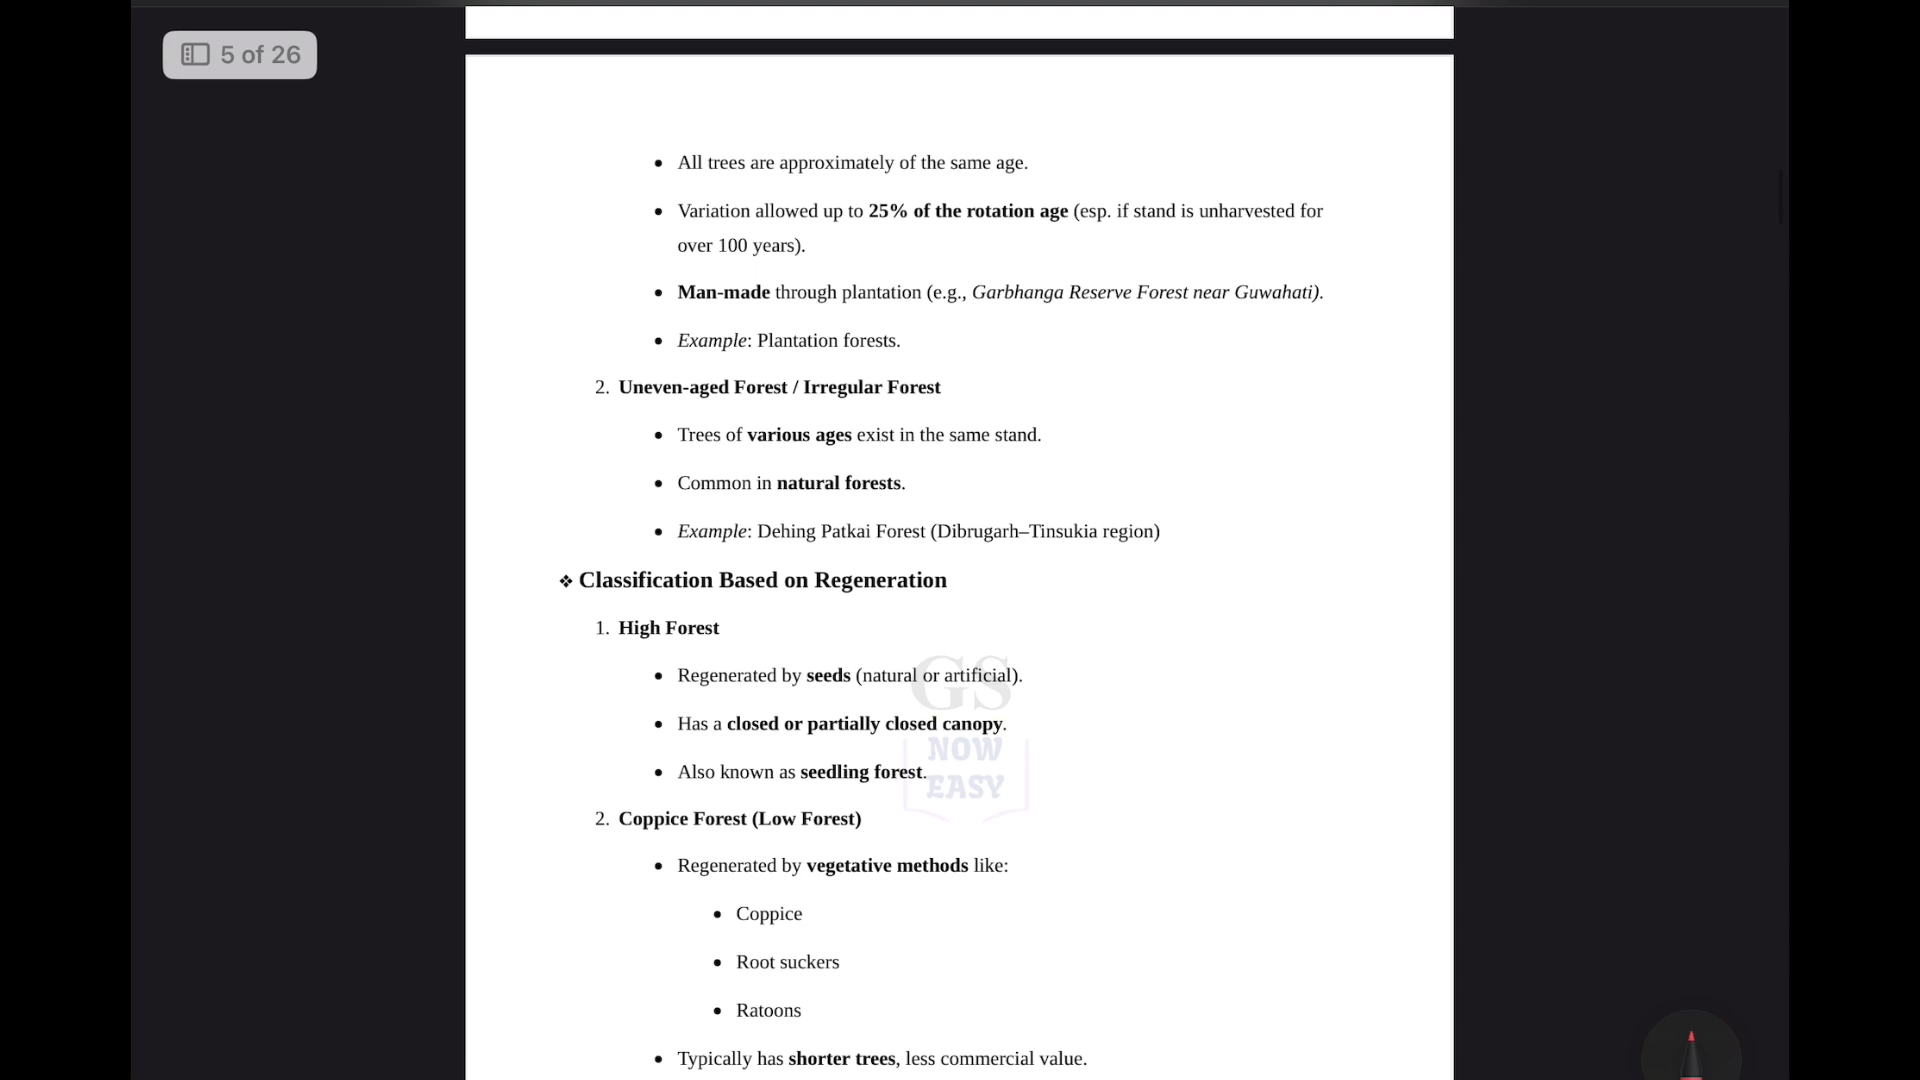 5 of 26
• All trees are approximately of the same age.
• Variation allowed up to 25% of the rotation age (esp. if stand is unharvested for
over 100 years).
• Man-made through plantation (e.g., Garbhanga Reserve Forest near Guwahati).
• Example: Plantation forests.
2. Uneven-aged Forest / Irregular Forest
• Trees of various ages exist in the same stand.
• Common in natural forests.
• Example: Dehing Patkai Forest (Dibrugarh–Tinsukia region)
❖ Classification Based on Regeneration
1. High Forest
• Regenerated by seeds (natural or artificial).
• Has a closed or partially closed canopy.
• Also known as seedling forest.
2. Coppice Forest (Low Forest)
• Regenerated by vegetative methods like:
• Coppice
• Root suckers
• Ratoons
• Typically has shorter trees, less commercial value.
GS
NOW
EASY